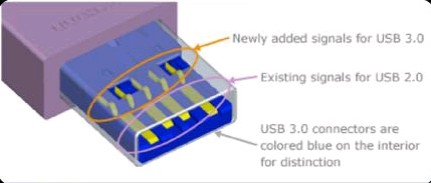 Newly added signals for USB 3.0
Existing signals for USB 2.0
USB 3.0 connectors are
colored blue on the interior
for distinction